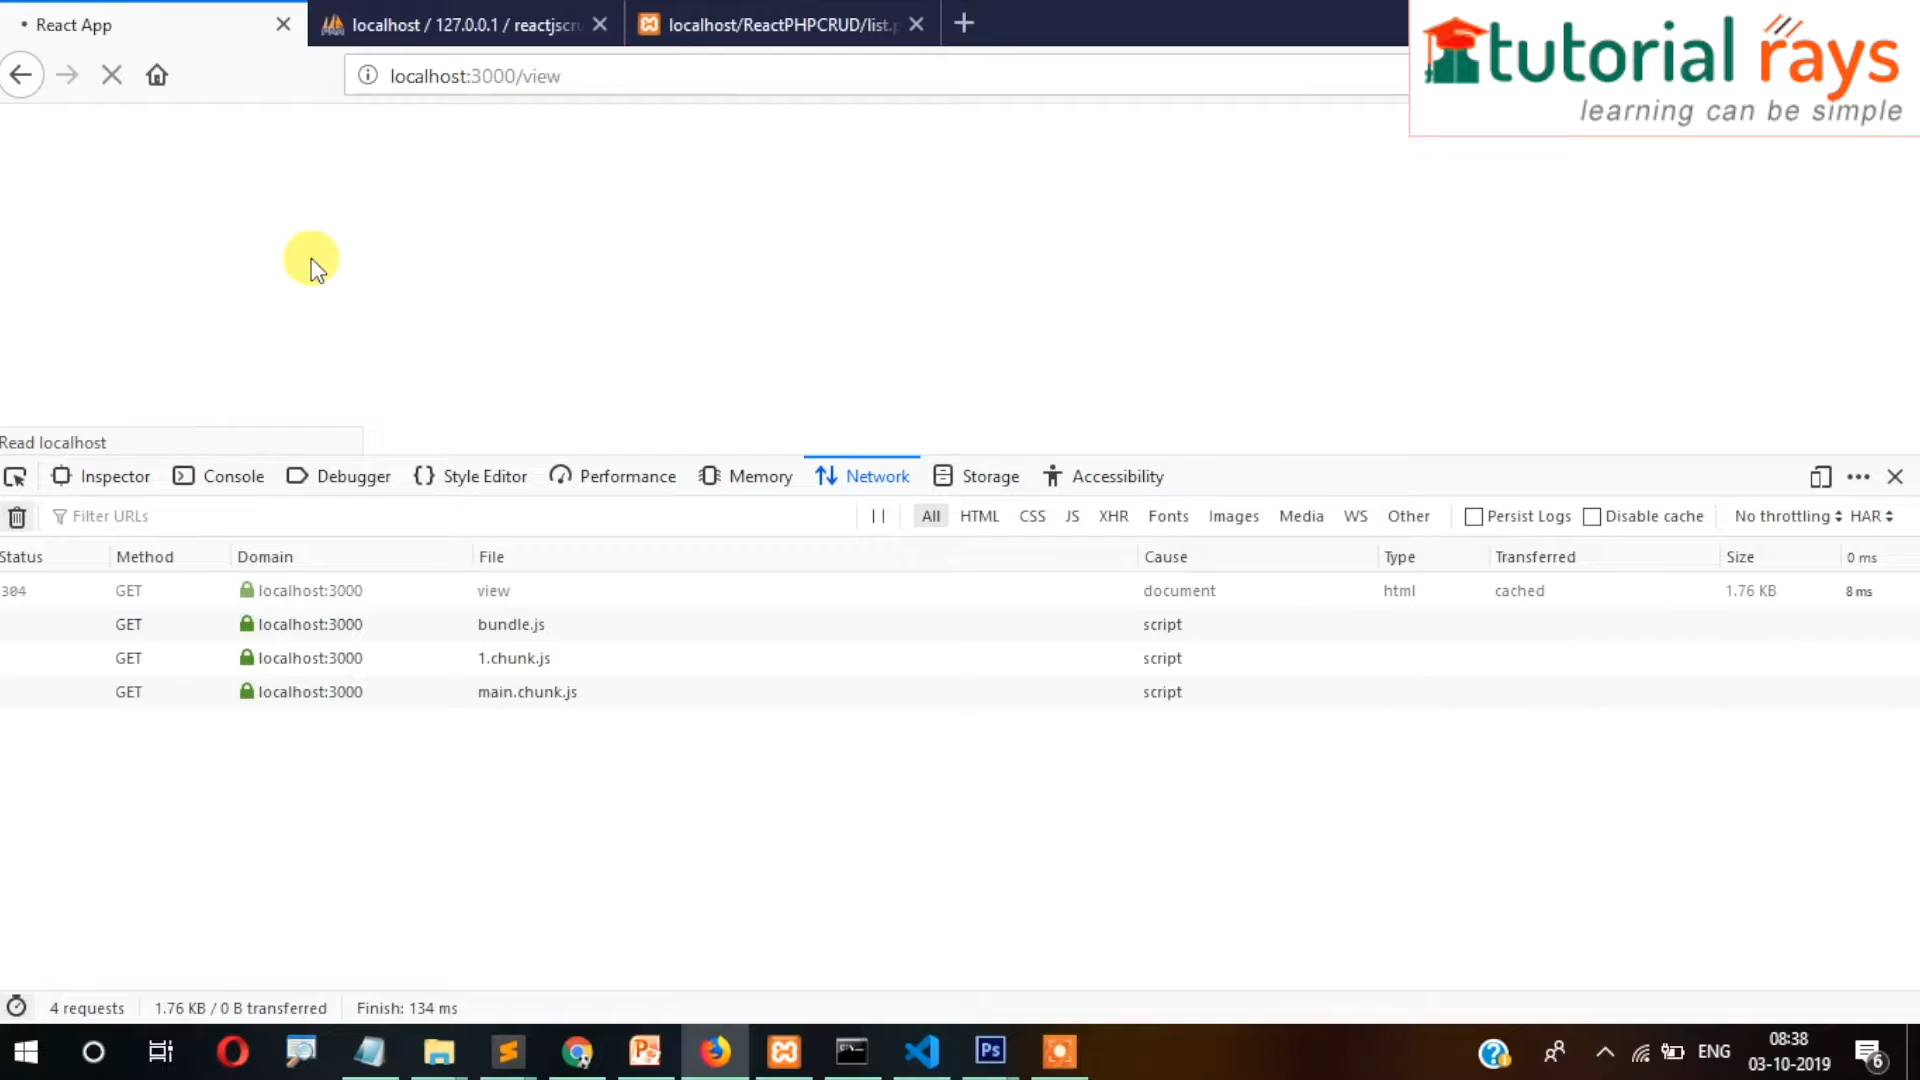 React App
localhost / 127.0.0.1 / reactjscru
localhost/ReactPHPCRUD/list.p
tutorial rays
learning can be simple
localhost:3000/view
Read localhost
Inspector Console Debugger Style Editor Performance Memory Network Storage Accessibility
Filter URLs All HTML CSS JS XHR Fonts Images Media WS Other Persist Logs Disable cache No throttling HAR
Status Method Domain File Cause Type Transferred Size 0 ms
304 GET localhost:3000 view document html cached 1.76 KB 8 ms
GET localhost:3000 bundle.js script
GET localhost:3000 1.chunk.js script
GET localhost:3000 main.chunk.js script
4 requests 1.76 KB / 0 B transferred Finish: 134 ms
Ps
ENG
08:38
03-10-2019
6